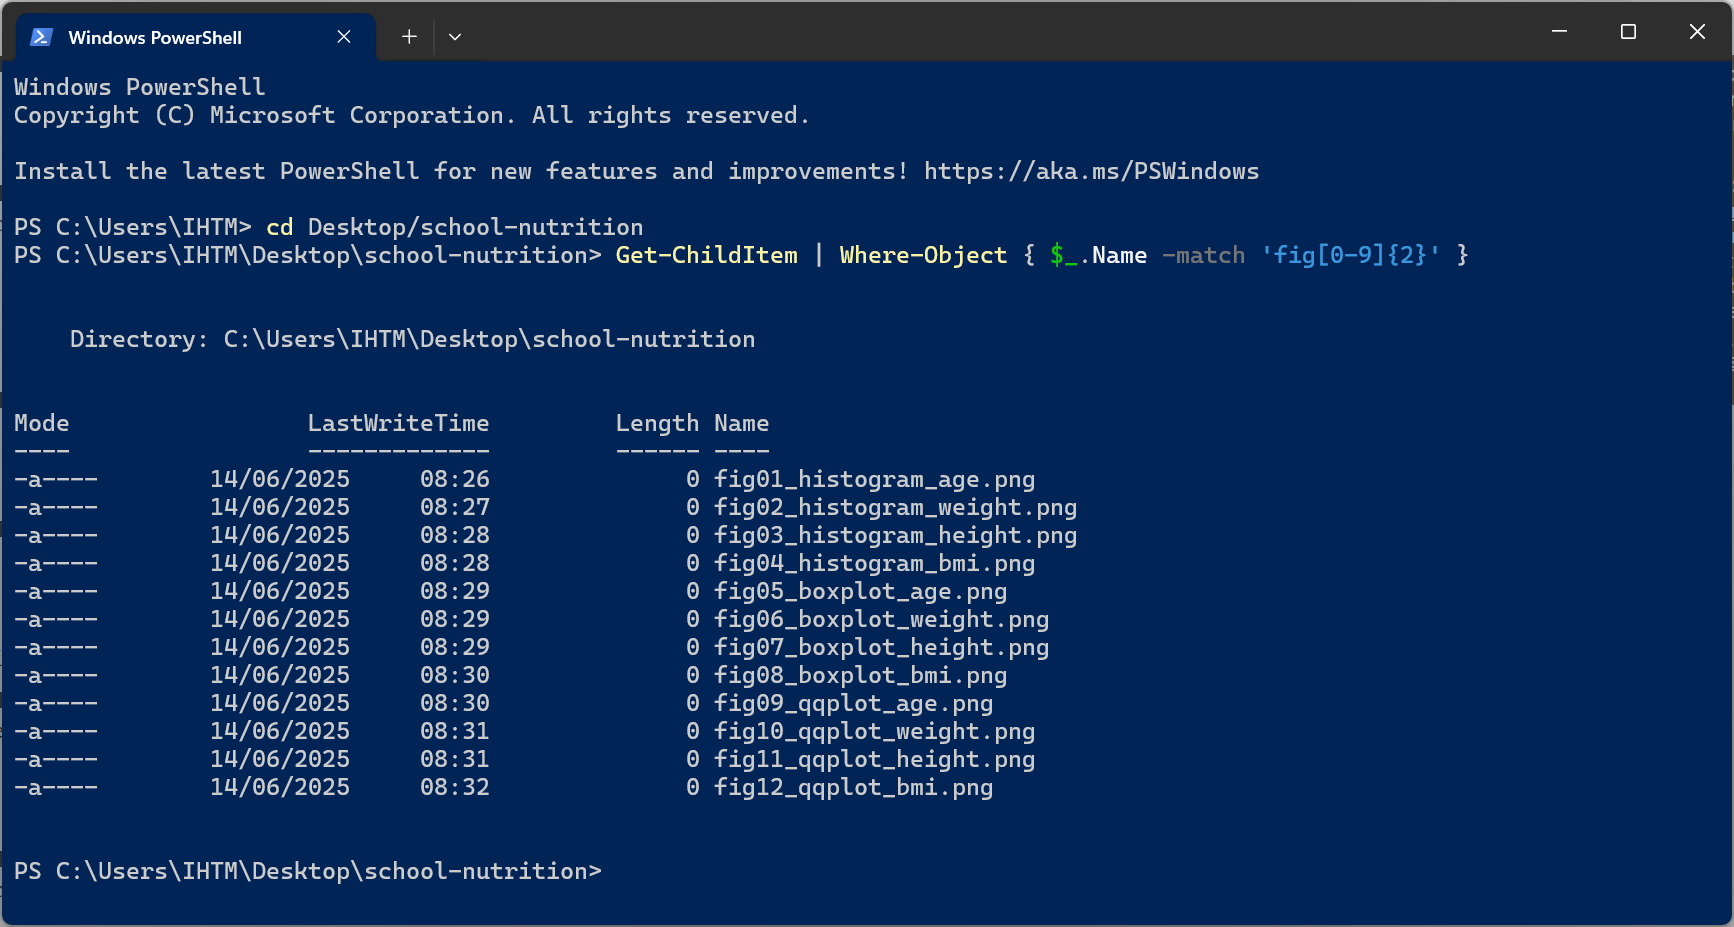 Windows PowerShell
Windows PowerShell
Copyright (C) Microsoft Corporation. All rights reserved.
Install the latest PowerShell for new features and improvements! https://aka.ms/PSWindows
PS C:\Users\IHTM> cd Desktop/school-nutrition
PS C:\Users\IHTM\Desktop\school-nutrition> Get-ChildItem | Where-Object { $_.Name -match 'fig[0-9]{2}' }
Directory: C:\Users\IHTM\Desktop\school-nutrition
Mode LastWriteTime Length Name
---- ------------- ------ ----
-a---- 14/06/2025 08:26 0 fig01_histogram_age.png
-a---- 14/06/2025 08:27 0 fig02_histogram_weight.png
-a---- 14/06/2025 08:28 0 fig03_histogram_height.png
-a---- 14/06/2025 08:28 0 fig04_histogram_bmi.png
-a---- 14/06/2025 08:29 0 fig05_boxplot_age.png
-a---- 14/06/2025 08:29 0 fig06_boxplot_weight.png
-a---- 14/06/2025 08:29 0 fig07_boxplot_height.png
-a---- 14/06/2025 08:30 0 fig08_boxplot_bmi.png
-a---- 14/06/2025 08:30 0 fig09_qqplot_age.png
-a---- 14/06/2025 08:31 0 fig10_qqplot_weight.png
-a---- 14/06/2025 08:31 0 fig11_qqplot_height.png
-a---- 14/06/2025 08:32 0 fig12_qqplot_bmi.png
PS C:\Users\IHTM\Desktop\school-nutrition>